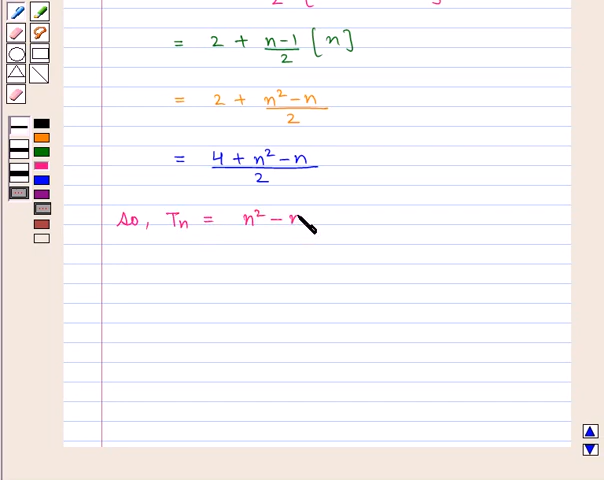 = 2 + n-1/2 [n]
= 2 + n² - n/2
= 4 + n² - n/2
So, Tn = n² - n